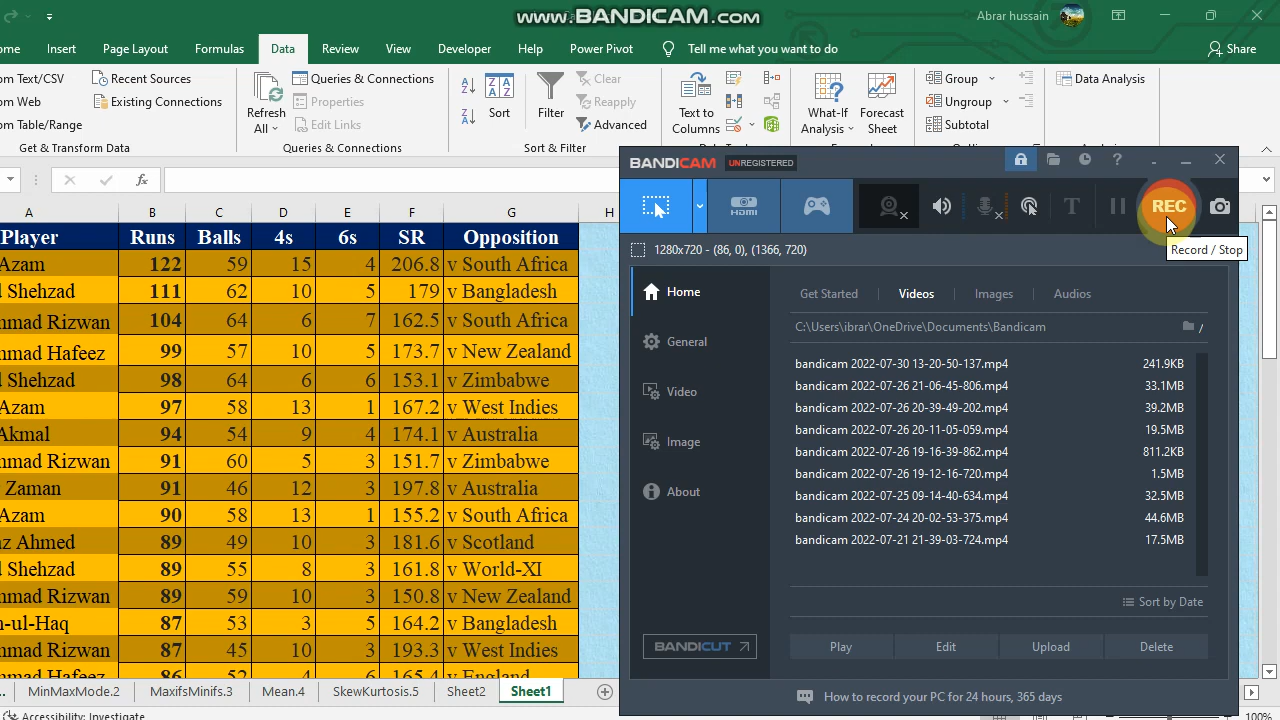 www.BANDICAM.com
Abrar hussain
ome Insert Page Layout Formulas Data Review View Developer Help Power Pivot Tell me what you want to do Share
om Text/CSV
om Web
om Table/Range
Recent Sources
Existing Connections
Get & Transform Data
Refresh All
Queries & Connections
Properties
Edit Links
Queries & Connections
Sort
Filter
Clear
Reapply
Advanced
Sort & Filter
Text to Columns
What-If Analysis
Forecast Sheet
Group
Ungroup
Subtotal
Data Analysis
fx
A B C D E F G H
Player Runs Balls 4s 6s SR Opposition
Azam 122 59 15 4 206.8 v South Africa
d Shehzad 111 62 10 5 179 v Bangladesh
mmad Rizwan 104 64 6 7 162.5 v South Africa
mmad Hafeez 99 57 10 5 173.7 v New Zealand
d Shehzad 98 64 6 6 153.1 v Zimbabwe
Azam 97 58 13 1 167.2 v West Indies
Akmal 94 54 9 4 174.1 v Australia
mmad Rizwan 91 60 5 3 151.7 v Zimbabwe
Zaman 91 46 12 3 197.8 v Australia
Azam 90 58 13 1 155.2 v South Africa
z Ahmed 89 49 10 3 181.6 v Scotland
d Shehzad 89 55 8 3 161.8 v World-XI
mmad Rizwan 89 59 10 3 150.8 v New Zealand
-ul-Haq 87 53 3 5 164.2 v Bangladesh
mmad Rizwan 87 45 10 3 193.3 v West Indies
86 52 4 6 165.4 v England
... MinMaxMode.2 MaxifsMinifs.3 Mean.4 SkewKurtosis.5 Sheet2 Sheet1
Accessibility: Investigate
100%
BANDICAM UNREGISTERED
HDMI
T
REC
Record / Stop
1280x720 - (86, 0), (1366, 720)
Home
General
Video
Image
About
BANDICUT
Get Started Videos Images Audios
C:\Users\ibrar\OneDrive\Documents\Bandicam /
bandicam 2022-07-30 13-20-50-137.mp4 241.9KB
bandicam 2022-07-26 21-06-45-806.mp4 33.1MB
bandicam 2022-07-26 20-39-49-202.mp4 39.2MB
bandicam 2022-07-26 20-11-05-059.mp4 19.5MB
bandicam 2022-07-26 19-16-39-862.mp4 811.2KB
bandicam 2022-07-26 19-12-16-720.mp4 1.5MB
bandicam 2022-07-25 09-14-40-634.mp4 32.5MB
bandicam 2022-07-24 20-02-53-375.mp4 44.6MB
bandicam 2022-07-21 21-39-03-724.mp4 17.5MB
Sort by Date
Play Edit Upload Delete
How to record your PC for 24 hours, 365 days